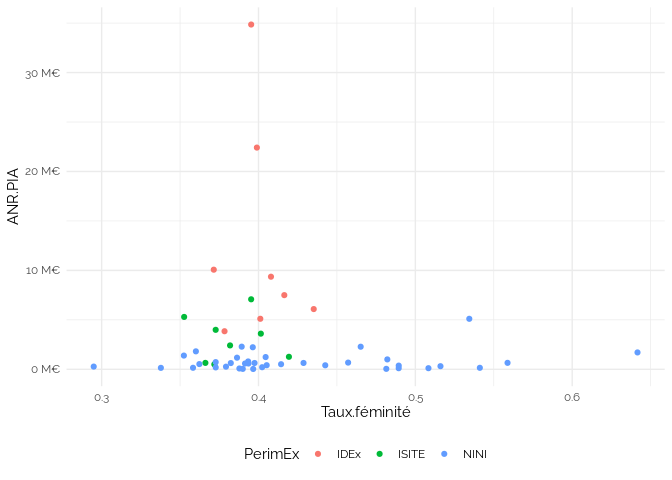 30 M€
20 M€
10 M€
0 M€
ANR.PIA
0.3 0.4 0.5 0.6
Taux.féminité
PerimEx IDEx ISITE NINI